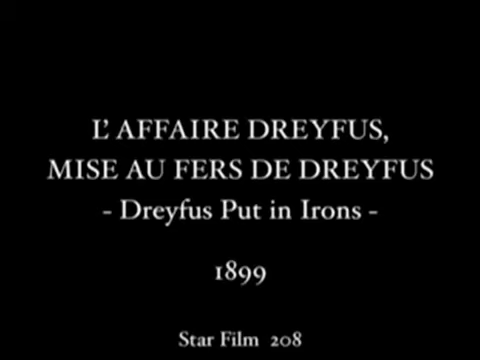 L’ AFFAIRE DREYFUS,
MISE AU FERS DE DREYFUS
- Dreyfus Put in Irons -
1899
Star Film 208